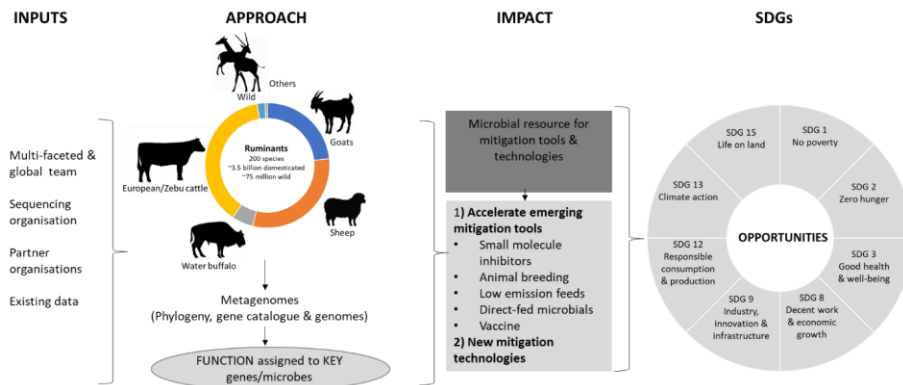 INPUTS
APPROACH
IMPACT
SDGs
Multi-faceted &
global team
Sequencing
organisation
Partner
organisations
Existing data
Wild
Others
Goats
Ruminants
200 species
~3.5 billion domesticated
~75 million wild
European/Zebu cattle
Sheep
Water buffalo
Metagenomes
(Phylogeny, gene catalogue & genomes)
FUNCTION assigned to KEY
genes/microbes
Microbial resource for
mitigation tools &
technologies
1) Accelerate emerging
mitigation tools
• Small molecule
inhibitors
• Animal breeding
• Low emission feeds
• Direct-fed microbials
• Vaccine
2) New mitigation
technologies
SDG 15
Life on land
SDG 1
No poverty
SDG 13
Climate action
SDG 2
Zero hunger
OPPORTUNITIES
SDG 12
Responsible
consumption
& production
SDG 3
Good health
& well-being
SDG 9
Industry,
innovation &
infrastructure
SDG 8
Decent work
& economic
growth